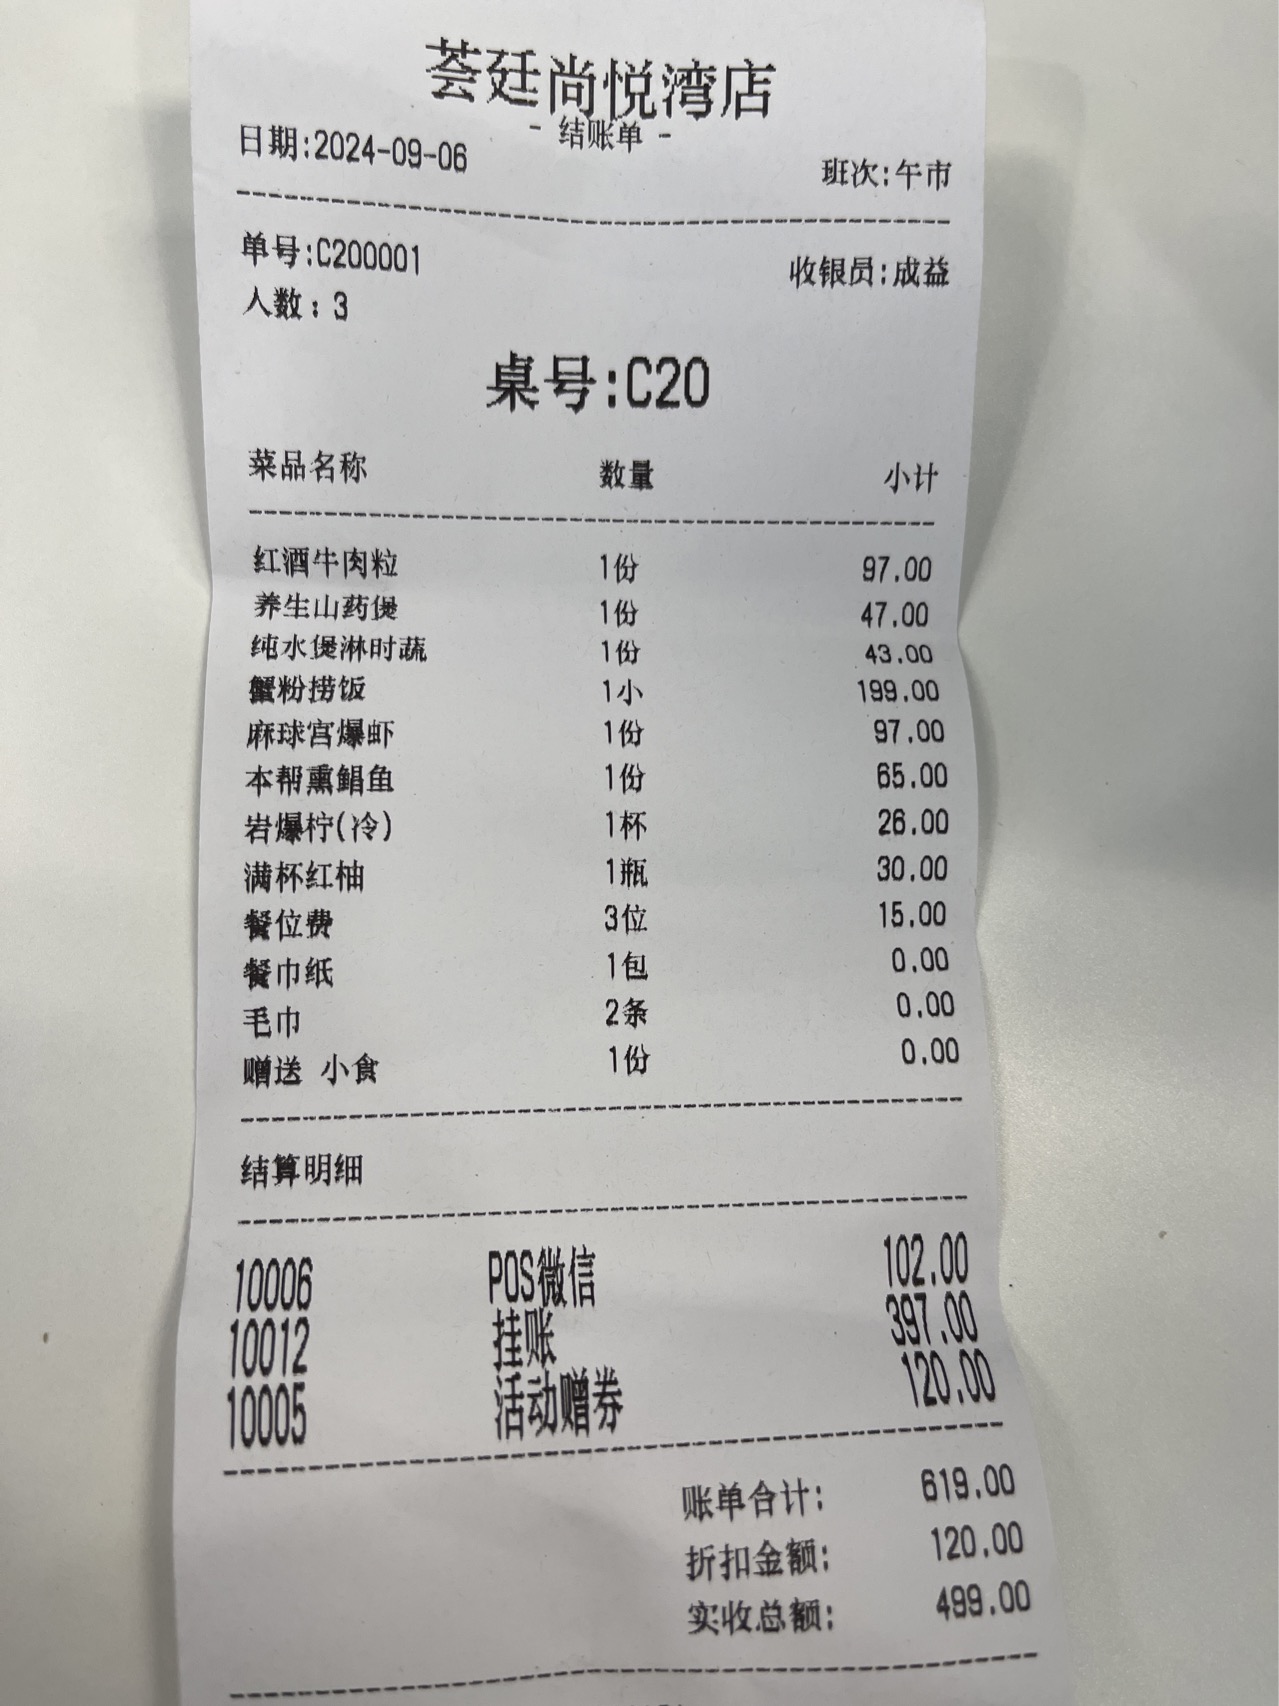 荟廷尚悦湾店
- 结账单 -
日期:2024-09-06 班次:午市
单号:C200001 收银员:成益
人数:3
桌号:C20
菜品名称 数量 小计
红酒牛肉粒 1份 97.00
养生山药煲 1份 47.00
纯水煲淋时蔬 1份 43.00
蟹粉捞饭 1小 199.00
麻球宫爆虾 1份 97.00
本帮熏鲳鱼 1份 65.00
岩爆柠(冷) 1杯 26.00
满杯红柚 1瓶 30.00
餐位费 3位 15.00
餐巾纸 1包 0.00
毛巾 2条 0.00
赠送 小食 1份 0.00
结算明细
10006 POS微信 102.00
10012 挂账 397.00
10005 活动赠券 120.00
账单合计: 619.00
折扣金额: 120.00
实收总额: 499.00